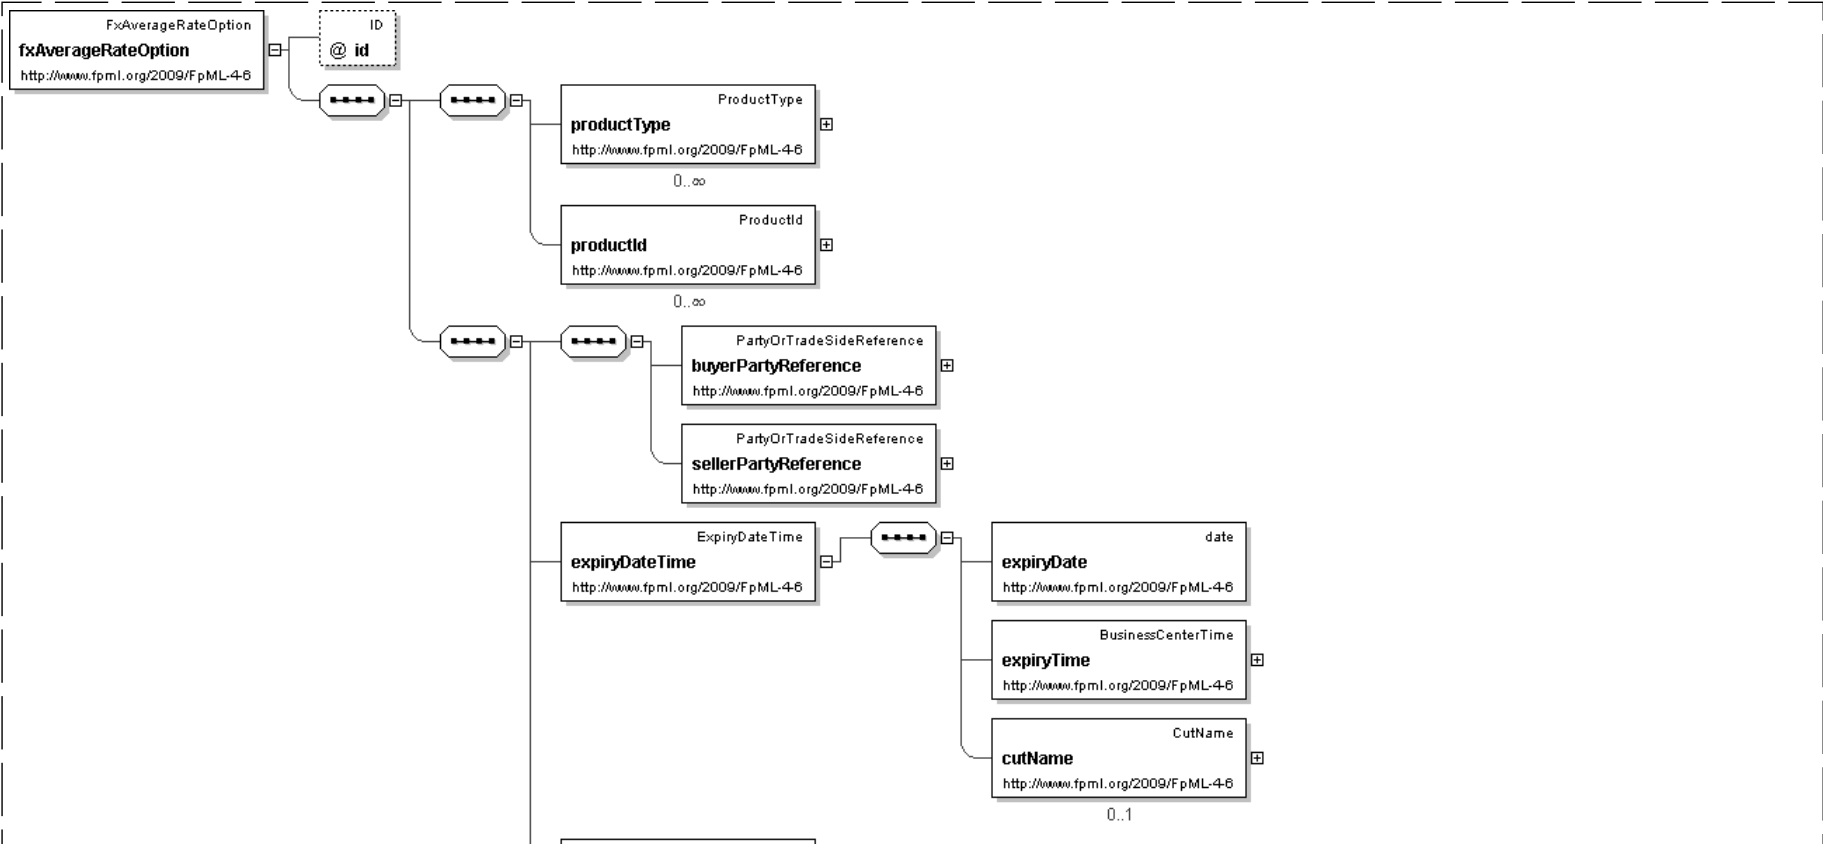 FxAverageRateOption
fxAverageRateOption
http://www.fpml.org/2009/FpML-4-6
ID
@ id
ProductType
productType
http://www.fpml.org/2009/FpML-4-6
0..∞
ProductId
productId
http://www.fpml.org/2009/FpML-4-6
0..∞
PartyOrTradeSideReference
buyerPartyReference
http://www.fpml.org/2009/FpML-4-6
PartyOrTradeSideReference
sellerPartyReference
http://www.fpml.org/2009/FpML-4-6
ExpiryDateTime
expiryDateTime
http://www.fpml.org/2009/FpML-4-6
date
expiryDate
http://www.fpml.org/2009/FpML-4-6
BusinessCenterTime
expiryTime
http://www.fpml.org/2009/FpML-4-6
CutName
cutName
http://www.fpml.org/2009/FpML-4-6
0..1